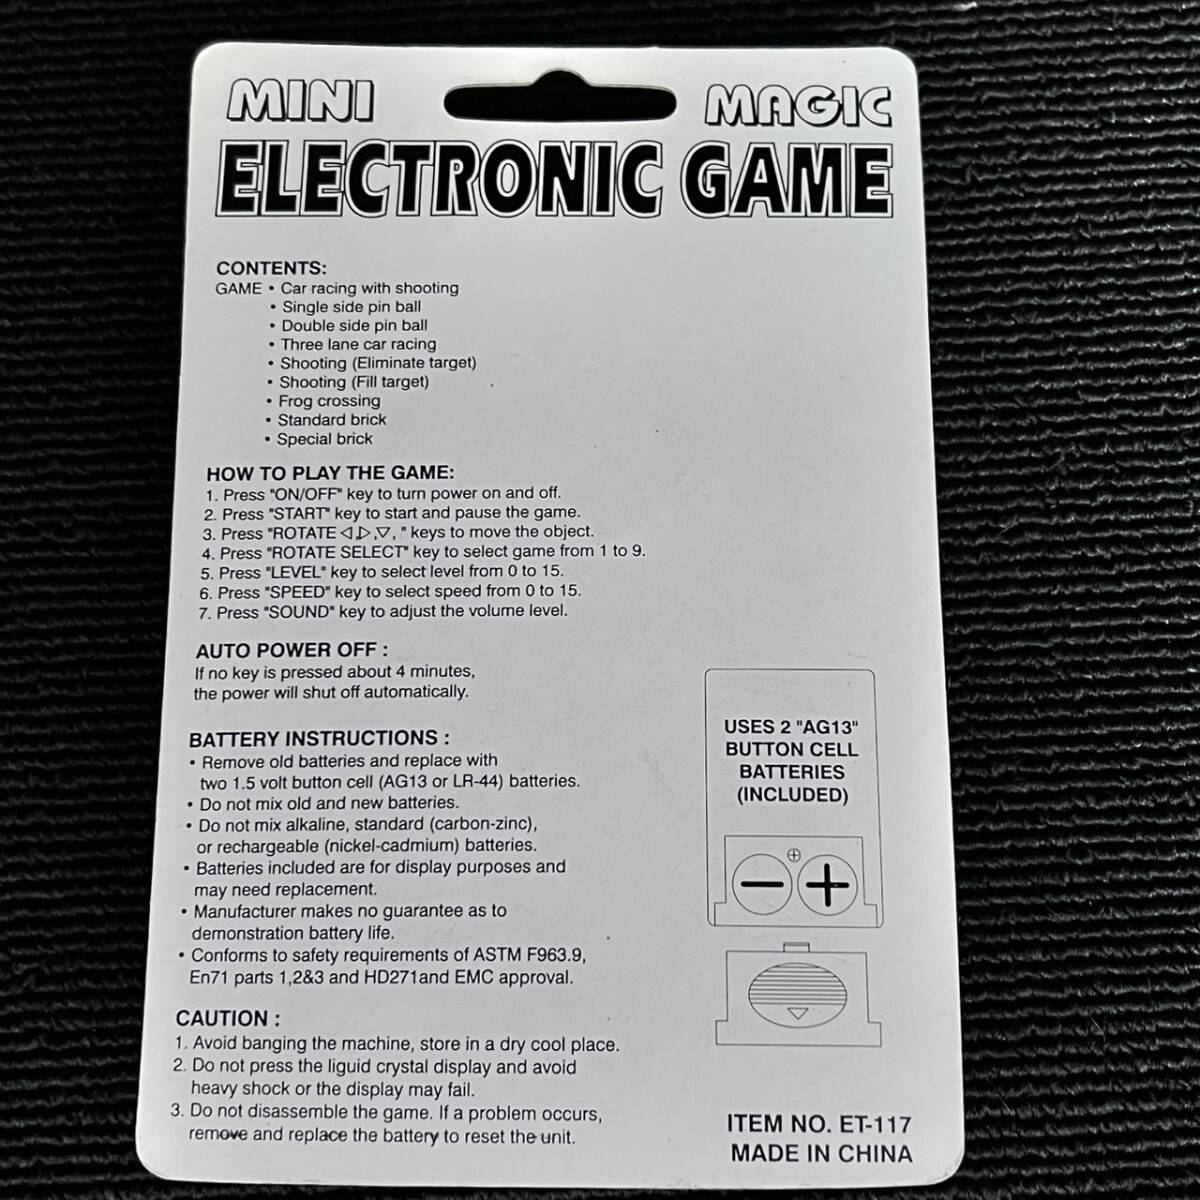 MINI MAGIC
ELECTRONIC GAME
CONTENTS:
GAME • Car racing with shooting
• Single side pin ball
• Double side pin ball
• Three lane car racing
• Shooting (Eliminate target)
• Shooting (Fill target)
• Frog crossing
• Standard brick
• Special brick
HOW TO PLAY THE GAME:
1. Press "ON/OFF" key to turn power on and off.
2. Press "START" key to start and pause the game.
3. Press "ROTATE ◁ ▷,▽, " keys to move the object.
4. Press "ROTATE SELECT" key to select game from 1 to 9.
5. Press "LEVEL" key to select level from 0 to 15.
6. Press "SPEED" key to select speed from 0 to 15.
7. Press "SOUND" key to adjust the volume level.
AUTO POWER OFF :
If no key is pressed about 4 minutes,
the power will shut off automatically.
BATTERY INSTRUCTIONS :
• Remove old batteries and replace with
two 1.5 volt button cell (AG13 or LR-44) batteries.
• Do not mix old and new batteries.
• Do not mix alkaline, standard (carbon-zinc),
or rechargeable (nickel-cadmium) batteries.
• Batteries included are for display purposes and
may need replacement.
• Manufacturer makes no guarantee as to
demonstration battery life.
• Conforms to safety requirements of ASTM F963.9,
En71 parts 1,2&3 and HD271and EMC approval.
CAUTION :
1. Avoid banging the machine, store in a dry cool place.
2. Do not press the liguid crystal display and avoid
heavy shock or the display may fail.
3. Do not disassemble the game. If a problem occurs,
remove and replace the battery to reset the unit.
USES 2 "AG13"
BUTTON CELL
BATTERIES
(INCLUDED)
− +
ITEM NO. ET-117
MADE IN CHINA